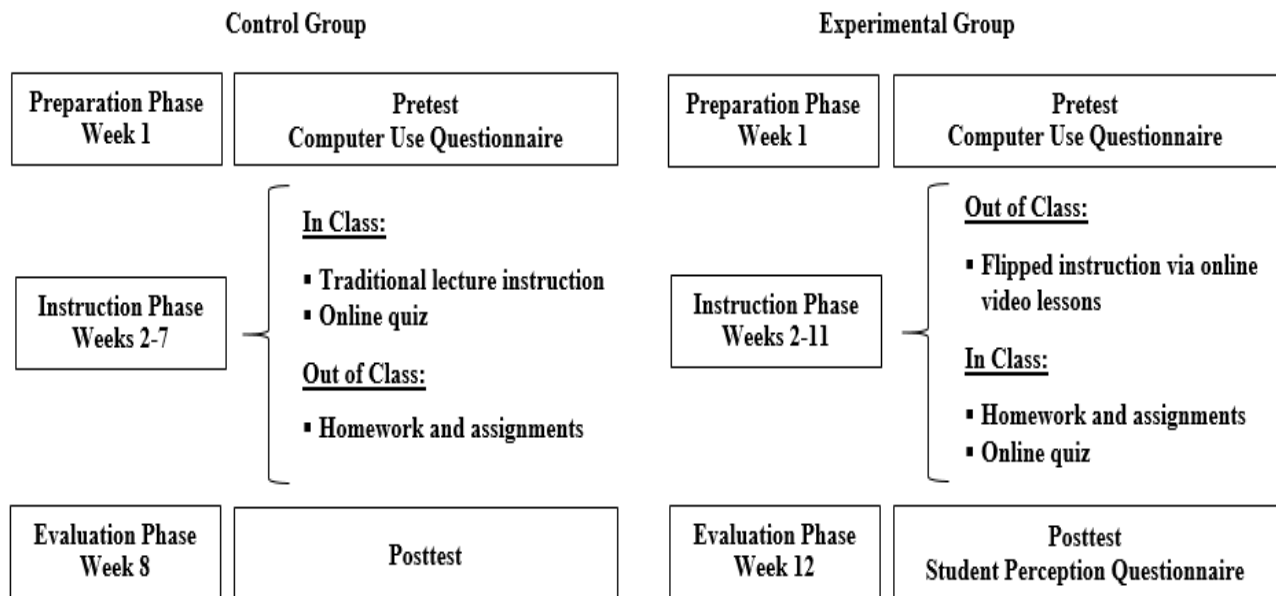 Control Group
Preparation Phase
Week 1
Pretest
Computer Use Questionnaire
Instruction Phase
Weeks 2-7
In Class:
▪ Traditional lecture instruction
▪ Online quiz
Out of Class:
▪ Homework and assignments
Evaluation Phase
Week 8
Posttest
Experimental Group
Preparation Phase
Week 1
Pretest
Computer Use Questionnaire
Instruction Phase
Weeks 2-11
Out of Class:
▪ Flipped instruction via online
video lessons
In Class:
▪ Homework and assignments
▪ Online quiz
Evaluation Phase
Week 12
Posttest
Student Perception Questionnaire